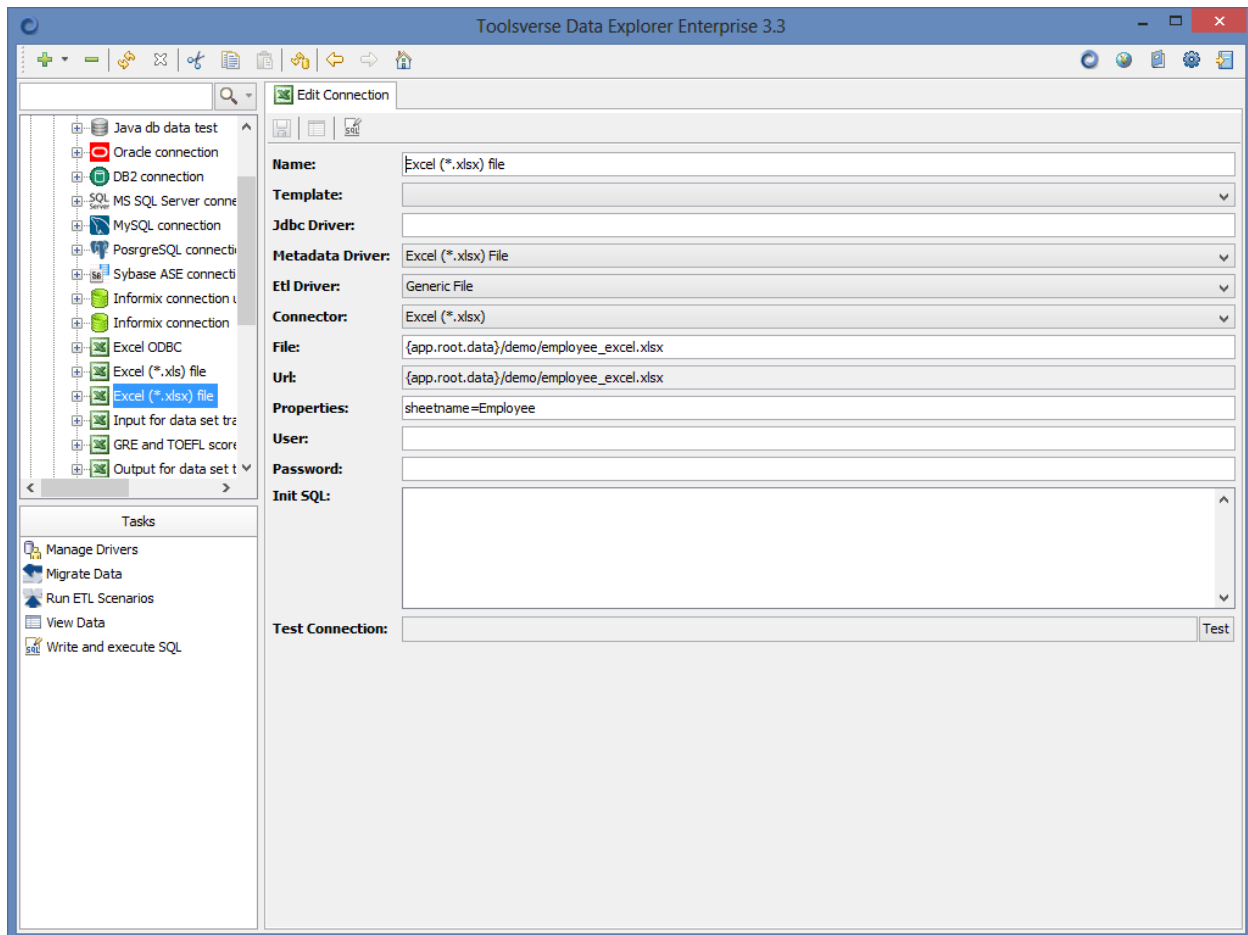 Toolsverse Data Explorer Enterprise 3.3
Edit Connection
Java db data test
Oracle connection
DB2 connection
SQL Server MS SQL Server conne
MySQL connection
PosrgreSQL connecti
Sybase ASE connecti
Informix connection u
Informix connection
Excel ODBC
Excel (*.xls) file
Excel (*.xlsx) file
Input for data set tra
GRE and TOEFL score
Output for data set t
Tasks
Manage Drivers
Migrate Data
Run ETL Scenarios
View Data
Write and execute SQL
SQL
Name: Excel (*.xlsx) file
Template:
Jdbc Driver:
Metadata Driver: Excel (*.xlsx) File
Etl Driver: Generic File
Connector: Excel (*.xlsx)
File: {app.root.data}/demo/employee_excel.xlsx
Url: {app.root.data}/demo/employee_excel.xlsx
Properties: sheetname=Employee
User:
Password:
Init SQL:
Test Connection: Test